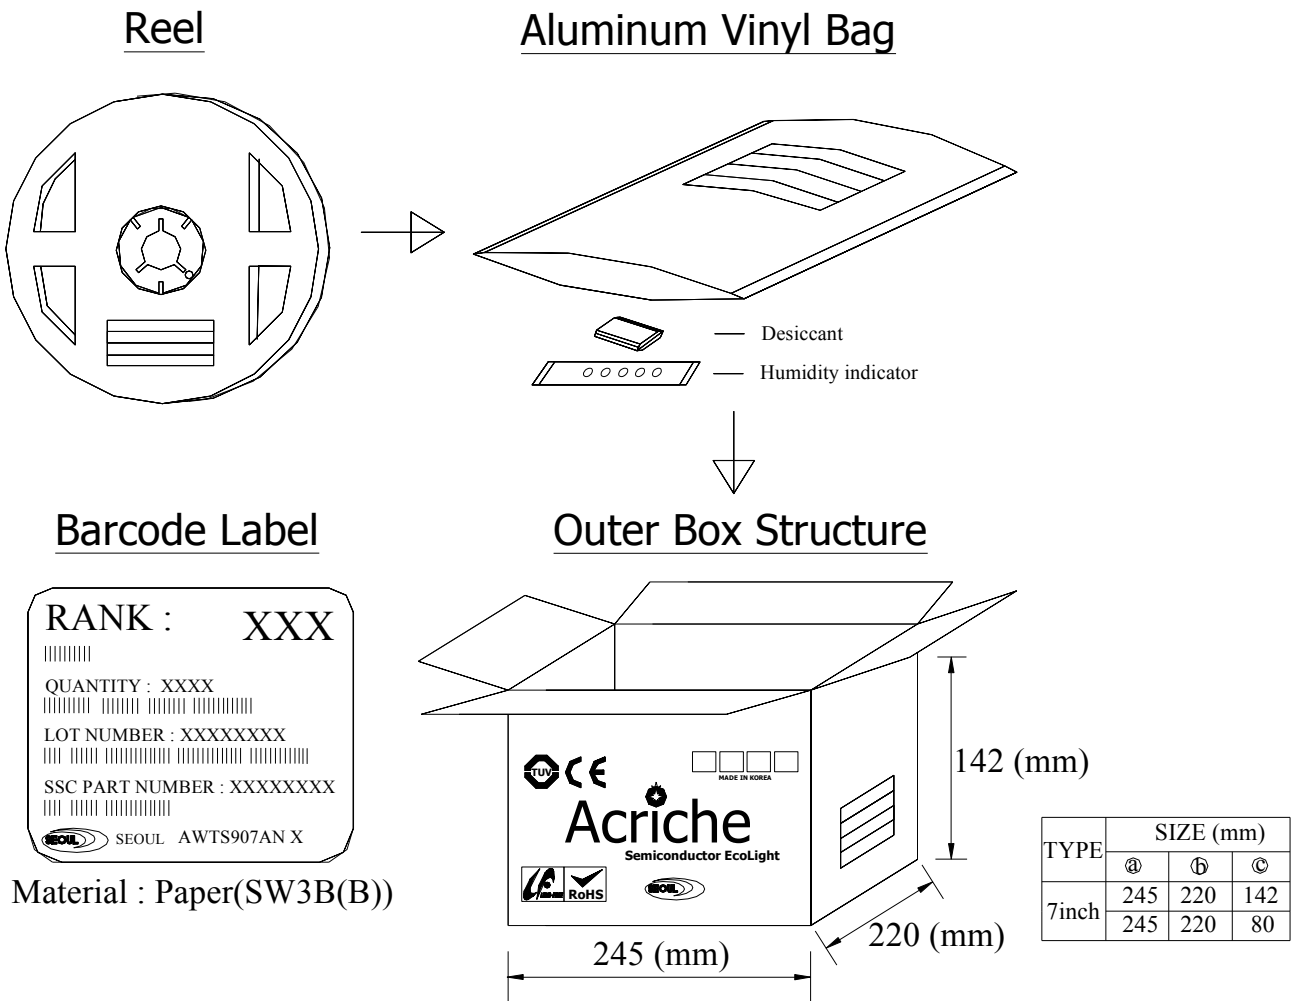 Reel
Aluminum Vinyl Bag
Desiccant
Humidity indicator
Barcode Label
Outer Box Structure
RANK : XXX
QUANTITY : XXXX
LOT NUMBER : XXXXXXXX
SSC PART NUMBER : XXXXXXXX
SEOUL SEOUL AWTS907AN X
Material : Paper(SW3B(B))
TUV CE
MADE IN KOREA
Acriche
Semiconductor EcoLight
RoHS
SEOUL
142 (mm)
220 (mm)
245 (mm)
TYPE SIZE (mm)
ⓐ ⓑ ⓒ
7inch 245 220 142
245 220 80